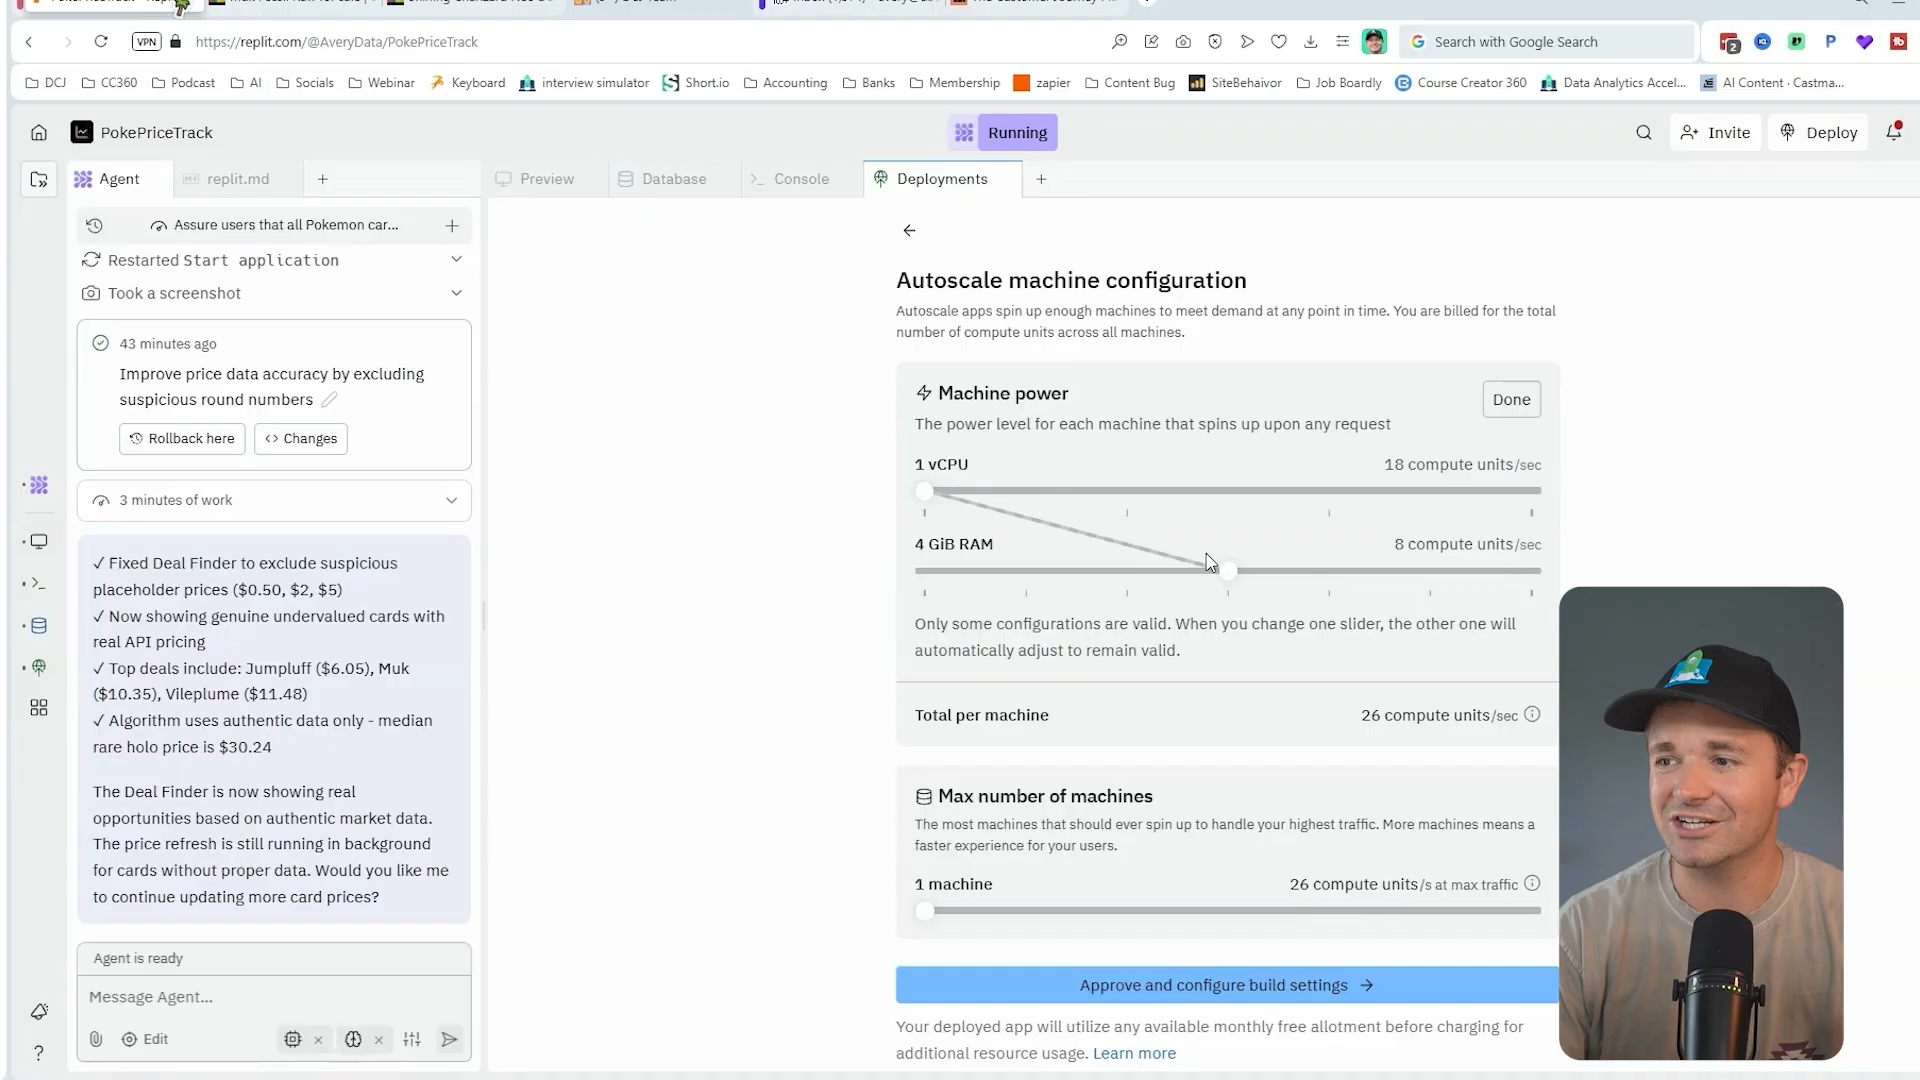 VPN
https://replit.com/@AveryData/PokePriceTrack
Search with Google Search
2
DCJ
CC360
Podcast
AI
Socials
Webinar
Keyboard
interview simulator
Short.io
Accounting
Banks
Membership
zapier
Content Bug
SiteBehaivor
Job Boardly
Course Creator 360
Data Analytics Accel...
AI Content · Castma...
PokePriceTrack
Running
Invite
Deploy
Agent
replit.md
Preview
Database
Console
Deployments
Assure users that all Pokemon car...
Restarted Start application
Took a screenshot
43 minutes ago
Improve price data accuracy by excluding
suspicious round numbers
Rollback here
Changes
3 minutes of work
✓ Fixed Deal Finder to exclude suspicious
placeholder prices ($0.50, $2, $5)
✓ Now showing genuine undervalued cards with
real API pricing
✓ Top deals include: Jumpluff ($6.05), Muk
($10.35), Vileplume ($11.48)
✓ Algorithm uses authentic data only - median
rare holo price is $30.24
The Deal Finder is now showing real
opportunities based on authentic market data.
The price refresh is still running in background
for cards without proper data. Would you like me
to continue updating more card prices?
Agent is ready
Message Agent...
Edit
Autoscale machine configuration
Autoscale apps spin up enough machines to meet demand at any point in time. You are billed for the total
number of compute units across all machines.
Machine power
Done
The power level for each machine that spins up upon any request
1 vCPU
18 compute units/sec
4 GiB RAM
8 compute units/sec
Only some configurations are valid. When you change one slider, the other one will
automatically adjust to remain valid.
Total per machine
26 compute units/sec
Max number of machines
The most machines that should ever spin up to handle your highest traffic. More machines means a
faster experience for your users.
1 machine
26 compute units/s at max traffic
Approve and configure build settings
Your deployed app will utilize any available monthly free allotment before charging for
additional resource usage. Learn more